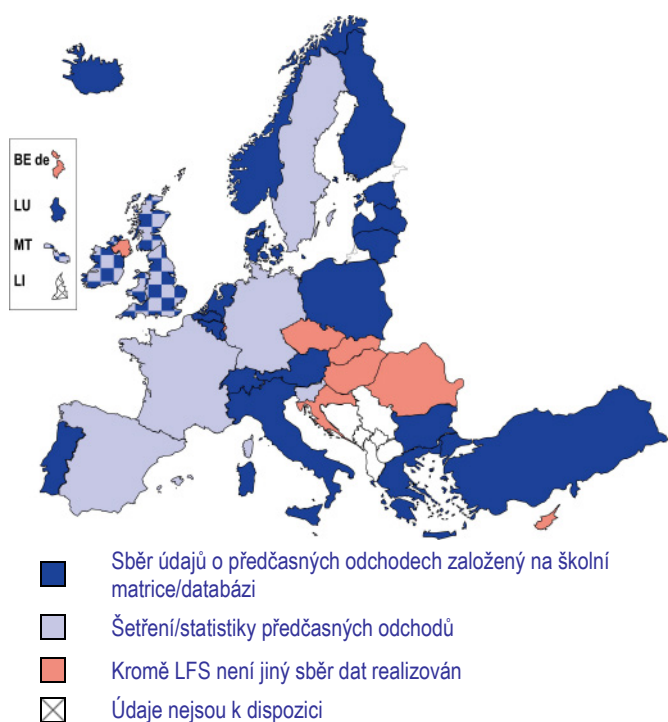 BE de
LU
MT
LI
Sběr údajů o předčasných odchodech založený na školní
matrice/databázi
Šetření/statistiky předčasných odchodů
Kromě LFS není jiný sběr dat realizován
Údaje nejsou k dispozici